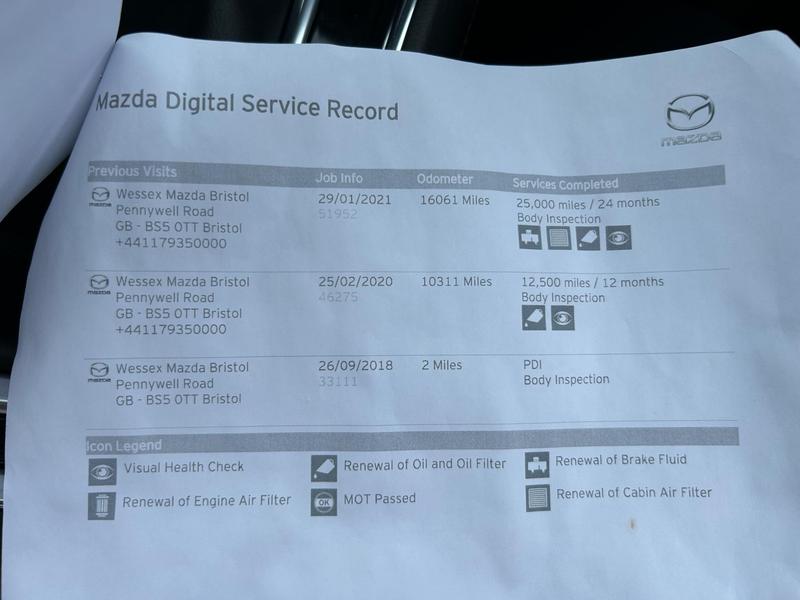 Mazda Digital Service Record
mazda
Previous Visits Job Info Odometer Services Completed
Wessex Mazda Bristol 29/01/2021 16061 Miles 25,000 miles / 24 months
Pennywell Road 51952 Body Inspection
GB - BS5 0TT Bristol
+441179350000
Wessex Mazda Bristol 25/02/2020 10311 Miles 12,500 miles / 12 months
Pennywell Road 46275 Body Inspection
GB - BS5 0TT Bristol
+441179350000
Wessex Mazda Bristol 26/09/2018 2 Miles PDI
Pennywell Road 33111 Body Inspection
GB - BS5 0TT Bristol
Icon Legend
Visual Health Check Renewal of Oil and Oil Filter Renewal of Brake Fluid
Renewal of Engine Air Filter OK MOT Passed Renewal of Cabin Air Filter